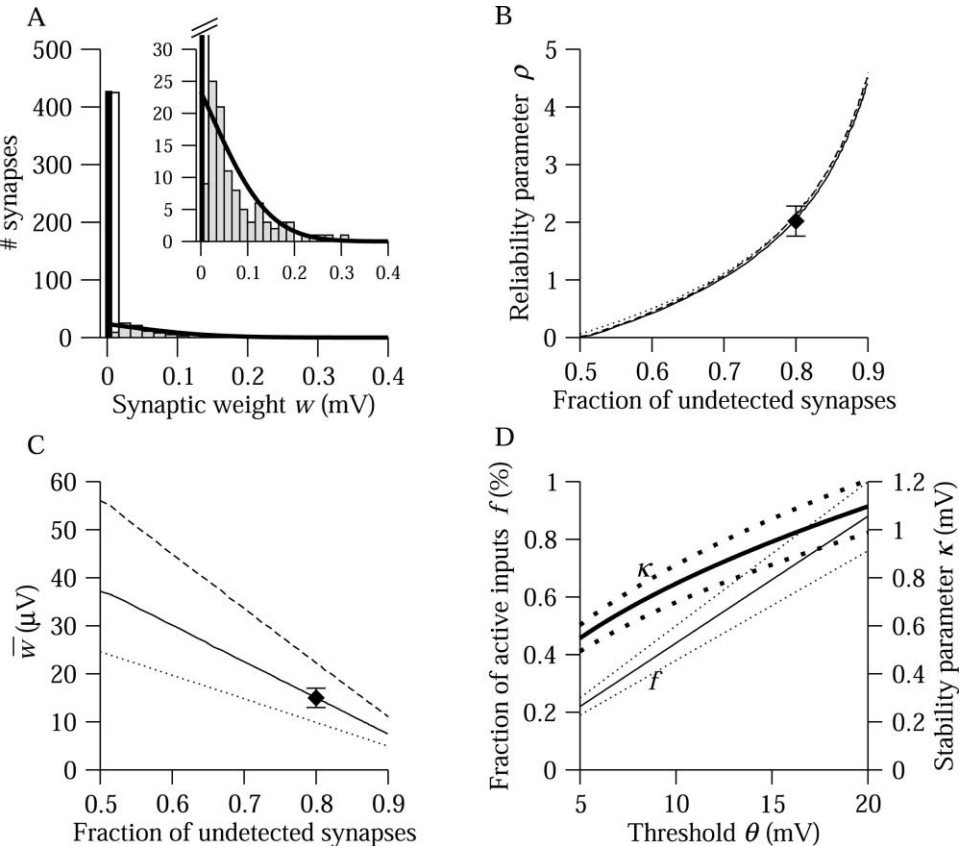 A
500
400
300
200
100
0
# synapses
0 0.1 0.2 0.3 0.4
Synaptic weight w (mV)
30
25
20
15
10
5
0
0 0.1 0.2 0.3 0.4
B
5
4
3
2
1
0
Reliability parameter ρ
0.5 0.6 0.7 0.8 0.9
Fraction of undetected synapses
C
60
50
40
30
20
10
0
w̅ (µV)
0.5 0.6 0.7 0.8 0.9
Fraction of undetected synapses
D
1
0.8
0.6
0.4
0.2
0
Fraction of active inputs f (%)
κ
f
1.2
1
0.8
0.6
0.4
0.2
0
Stability parameter κ (mV)
5 10 15 20
Threshold θ (mV)